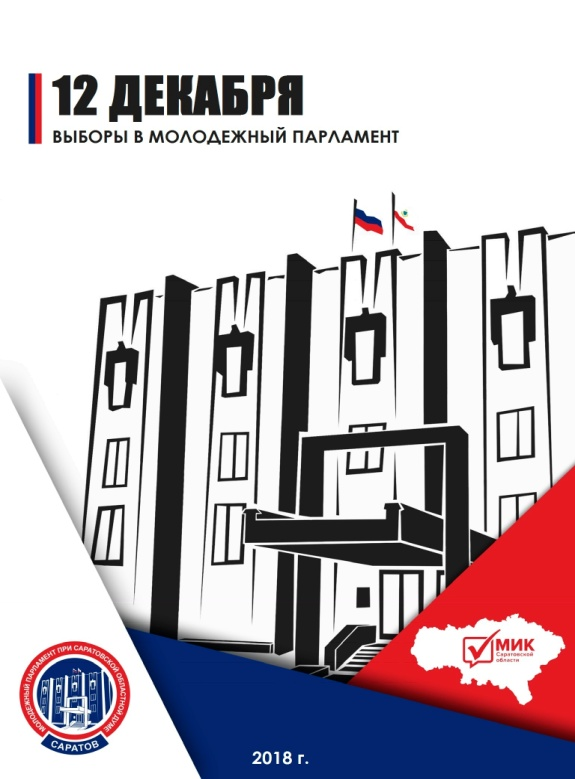 12 ДЕКАБРЯ
ВЫБОРЫ В МОЛОДЕЖНЫЙ ПАРЛАМЕНТ
МИК
Саратовской
области
МОЛОДЕЖНЫЙ ПАРЛАМЕНТ ПРИ САРАТОВСКОЙ ОБЛАСТНОЙ ДУМЕ
САРАТОВ
2018 г.